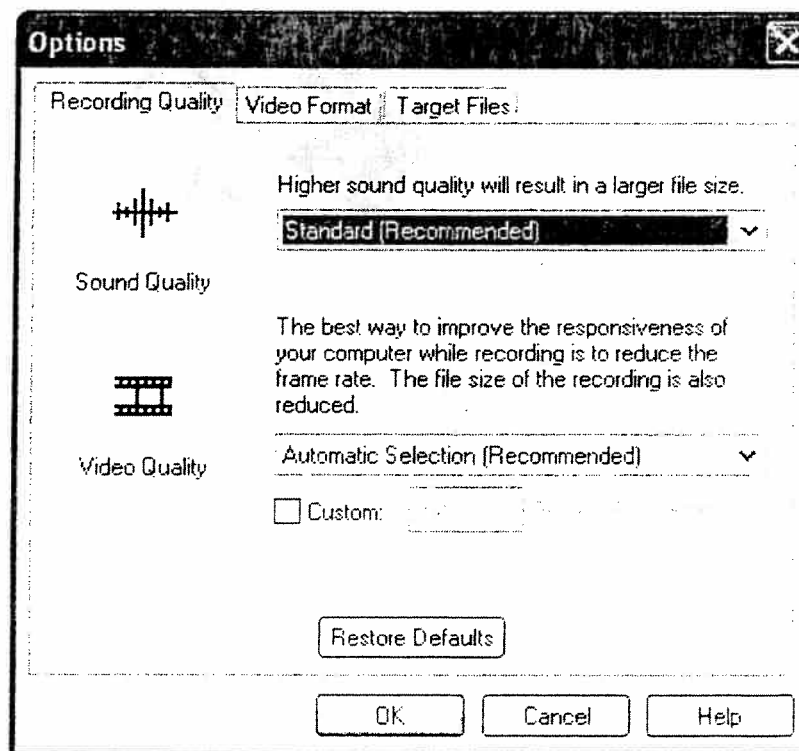 Options
Recording Quality
Video Format
Target Files
Higher sound quality will result in a larger file size.
Standard (Recommended)
Sound Quality
The best way to improve the responsiveness of
your computer while recording is to reduce the
frame rate. The file size of the recording is also
reduced.
Automatic Selection (Recommended)
Video Quality
Custom:
Restore Defaults
OK
Cancel
Help